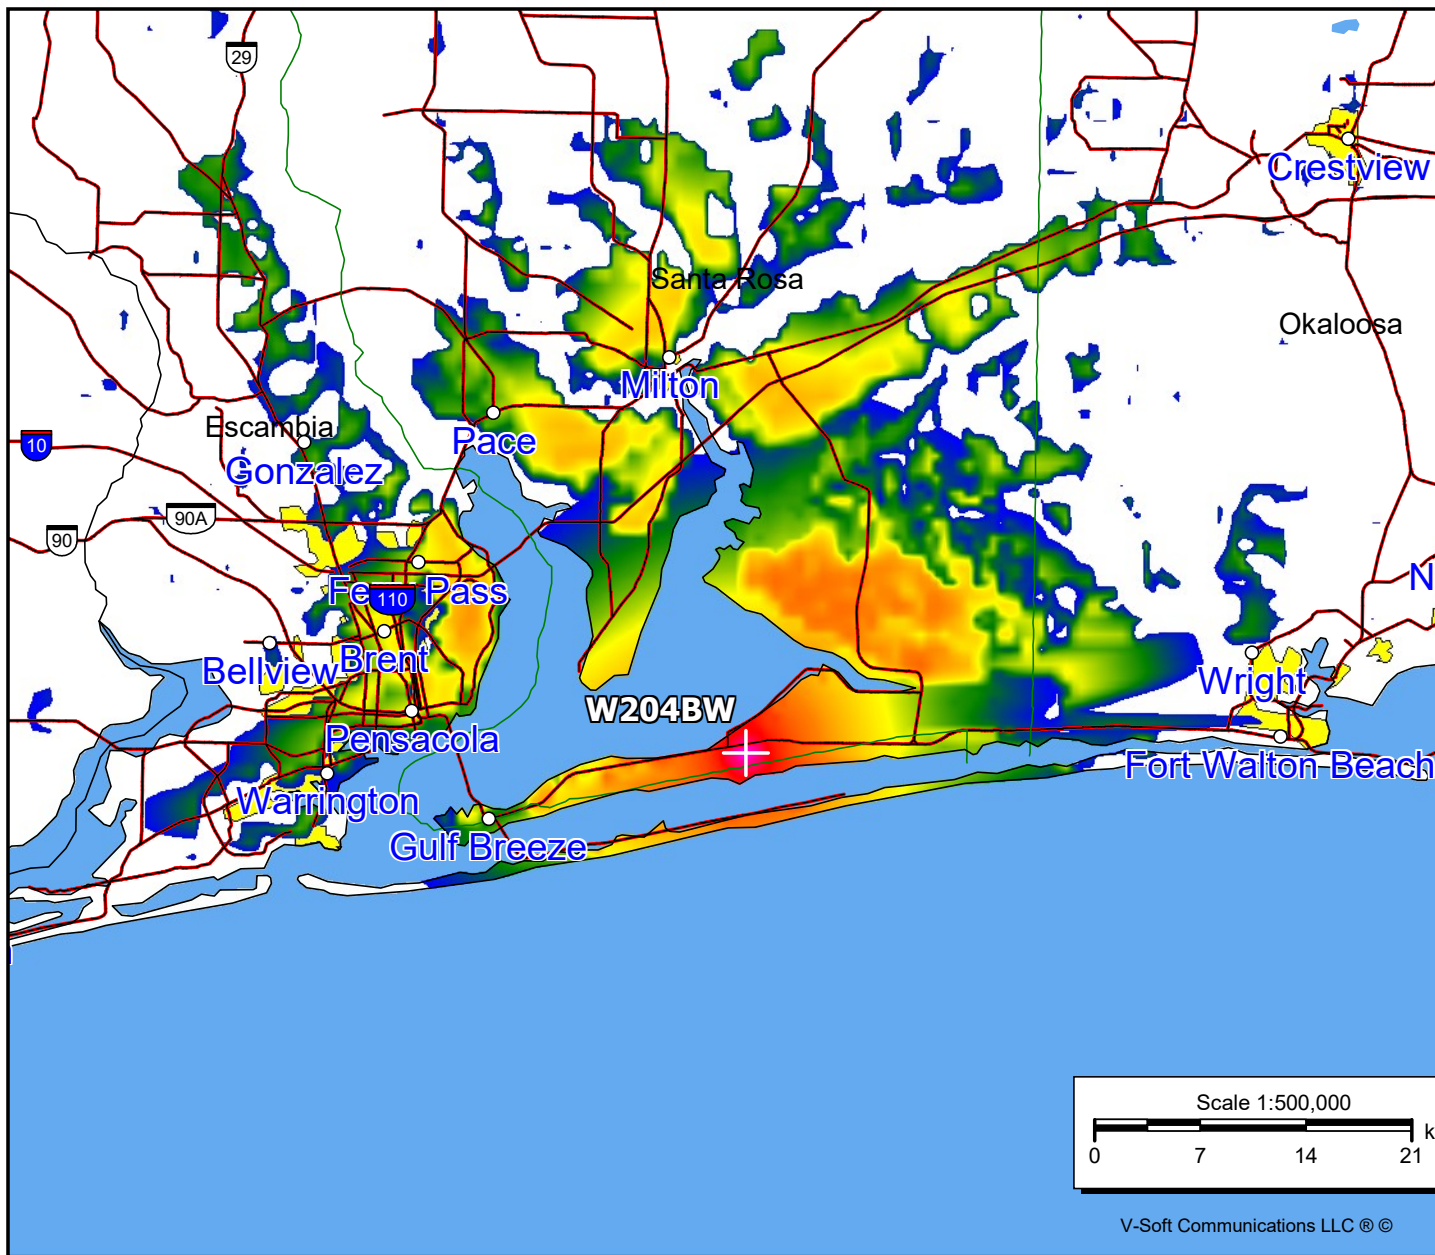 29
Crestview
Santa Rosa
Okaloosa
Milton
Escambia
Pace
10
Gonzalez
90A
90
N
Fe Pass
110
Brent
Bellview
Wright
W204BW
Pensacola
Fort Walton Beach
Warrington
Gulf Breeze
Scale 1:500,000
k
0 7 14 21
V-Soft Communications LLC ® ©